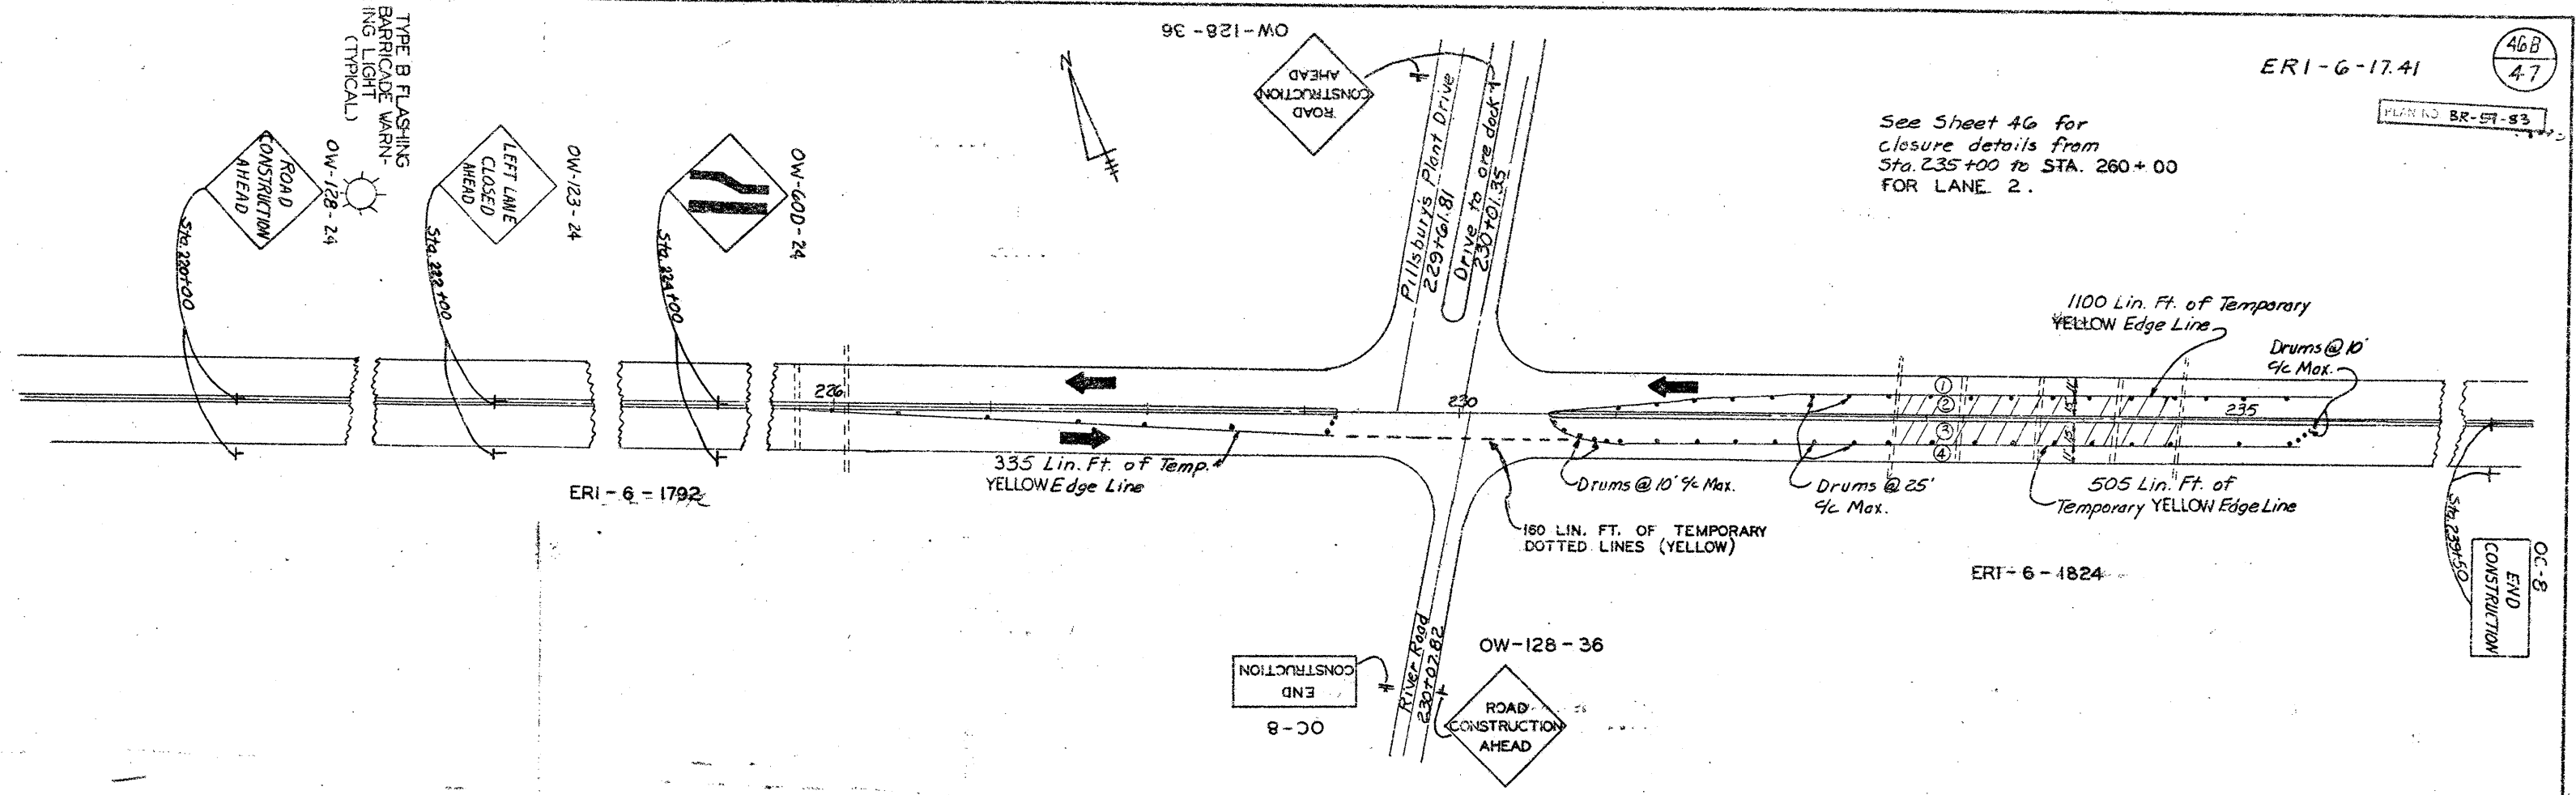 TYPE B FLASHING
BARRICADE WARN-
ING LIGHT
(TYPICAL)
OW-128-24
ROAD
CONSTRUCTION
AHEAD
Sta. 220+00
OW-123-24
LEFT LANE
CLOSED
AHEAD
Sta. 222+00
OW-60D-24
Sta. 224+00
N
OW-128-36
ROAD
CONSTRUCTION
AHEAD
Pillsbury's Plant Drive
229+61.81
Drive to ore dock
230+01.35
ERI-6-17.41
46B
47
PLAN NO. BR-57-83
See Sheet 46 for
closure details from
Sta. 235+00 to STA. 260+00
FOR LANE 2.
1100 Lin. Ft. of Temporary
YELLOW Edge Line
Drums @ 10'
c/c Max.
226
230
235
1
2
3
4
11'
15'
15'
11'
335 Lin. Ft. of Temp.
YELLOW Edge Line
ERI-6-1792
Drums @ 10' c/c Max.
Drums @ 25'
c/c Max.
505 Lin. Ft. of
Temporary YELLOW Edge Line
160 LIN. FT. OF TEMPORARY
DOTTED LINES (YELLOW)
ERI-6-1824
Sta. 239+50
OC-8
END
CONSTRUCTION
River Road
230+07.82
END
CONSTRUCTION
OC-8
OW-128-36
ROAD
CONSTRUCTION
AHEAD